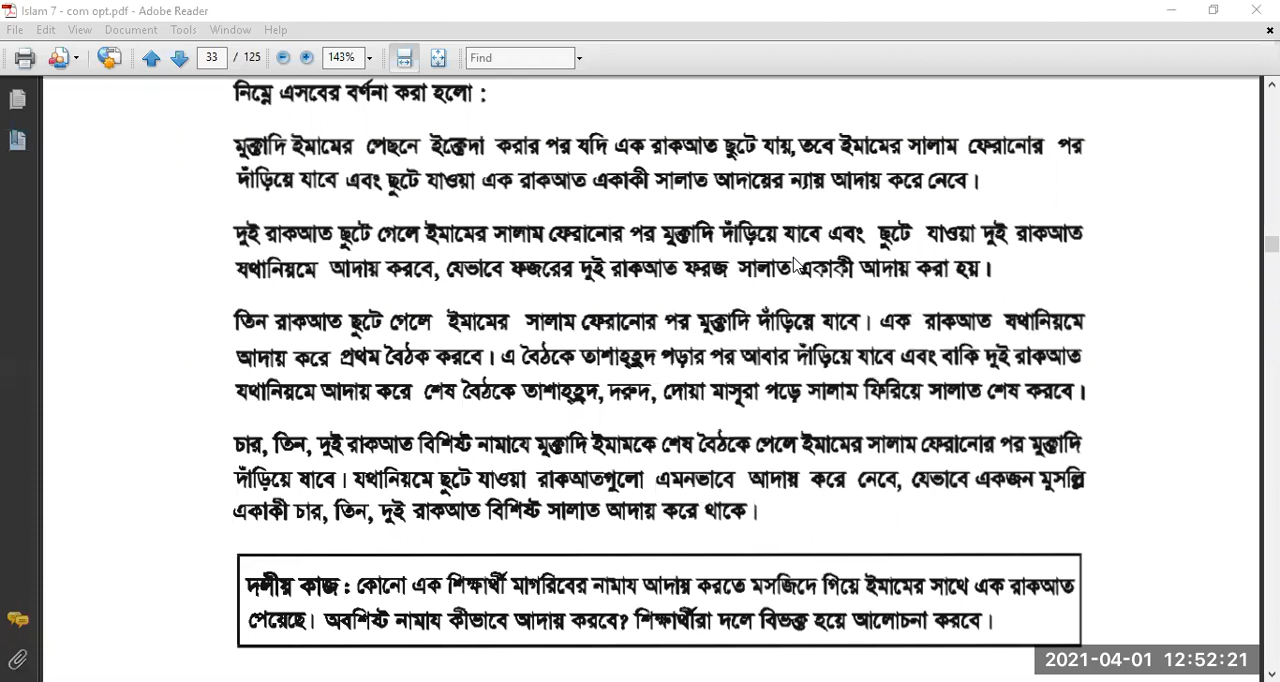 Islam 7 - com opt.pdf - Adobe Reader
File Edit View Document Tools Window Help
33 / 125 143% Find
নিম্নে এসবের বর্ণনা করা হলো :
মুক্তাদি ইমামের পেছনে ইক্তেদা করার পর যদি এক রাকআত ছুটে যায়, তবে ইমামের সালাম ফেরানোর পর
দাঁড়িয়ে যাবে এবং ছুটে যাওয়া এক রাকআত একাকী সালাত আদায়ের ন্যায় আদায় করে নেবে।
দুই রাকআত ছুটে গেলে ইমামের সালাম ফেরানোর পর মুক্তাদি দাঁড়িয়ে যাবে এবং ছুটে যাওয়া দুই রাকআত
যথানিয়মে আদায় করবে, যেভাবে ফজরের দুই রাকআত ফরজ সালাত একাকী আদায় করা হয়।
তিন রাকআত ছুটে গেলে ইমামের সালাম ফেরানোর পর মুক্তাদি দাঁড়িয়ে যাবে। এক রাকআত যথানিয়মে
আদায় করে প্রথম বৈঠক করবে। এ বৈঠকে তাশাহ্হুদ পড়ার পর আবার দাঁড়িয়ে যাবে এবং বাকি দুই রাকআত
যথানিয়মে আদায় করে শেষ বৈঠকে তাশাহ্হুদ, দরুদ, দোয়া মাসূরা পড়ে সালাম ফিরিয়ে সালাত শেষ করবে।
চার, তিন, দুই রাকআত বিশিষ্ট নামাযে মুক্তাদি ইমামকে শেষ বৈঠকে পেলে ইমামের সালাম ফেরানোর পর মুক্তাদি
দাঁড়িয়ে যাবে। যথানিয়মে ছুটে যাওয়া রাকআতগুলো এমনভাবে আদায় করে নেবে, যেভাবে একজন মুসল্লি
একাকী চার, তিন, দুই রাকআত বিশিষ্ট সালাত আদায় করে থাকে।
দলীয় কাজ : কোনো এক শিক্ষার্থী মাগরিবের নামায আদায় করতে মসজিদে গিয়ে ইমামের সাথে এক রাকআত
পেয়েছে। অবশিষ্ট নামায কীভাবে আদায় করবে? শিক্ষার্থীরা দলে বিভক্ত হয়ে আলোচনা করবে।
2021-04-01 12:52:21